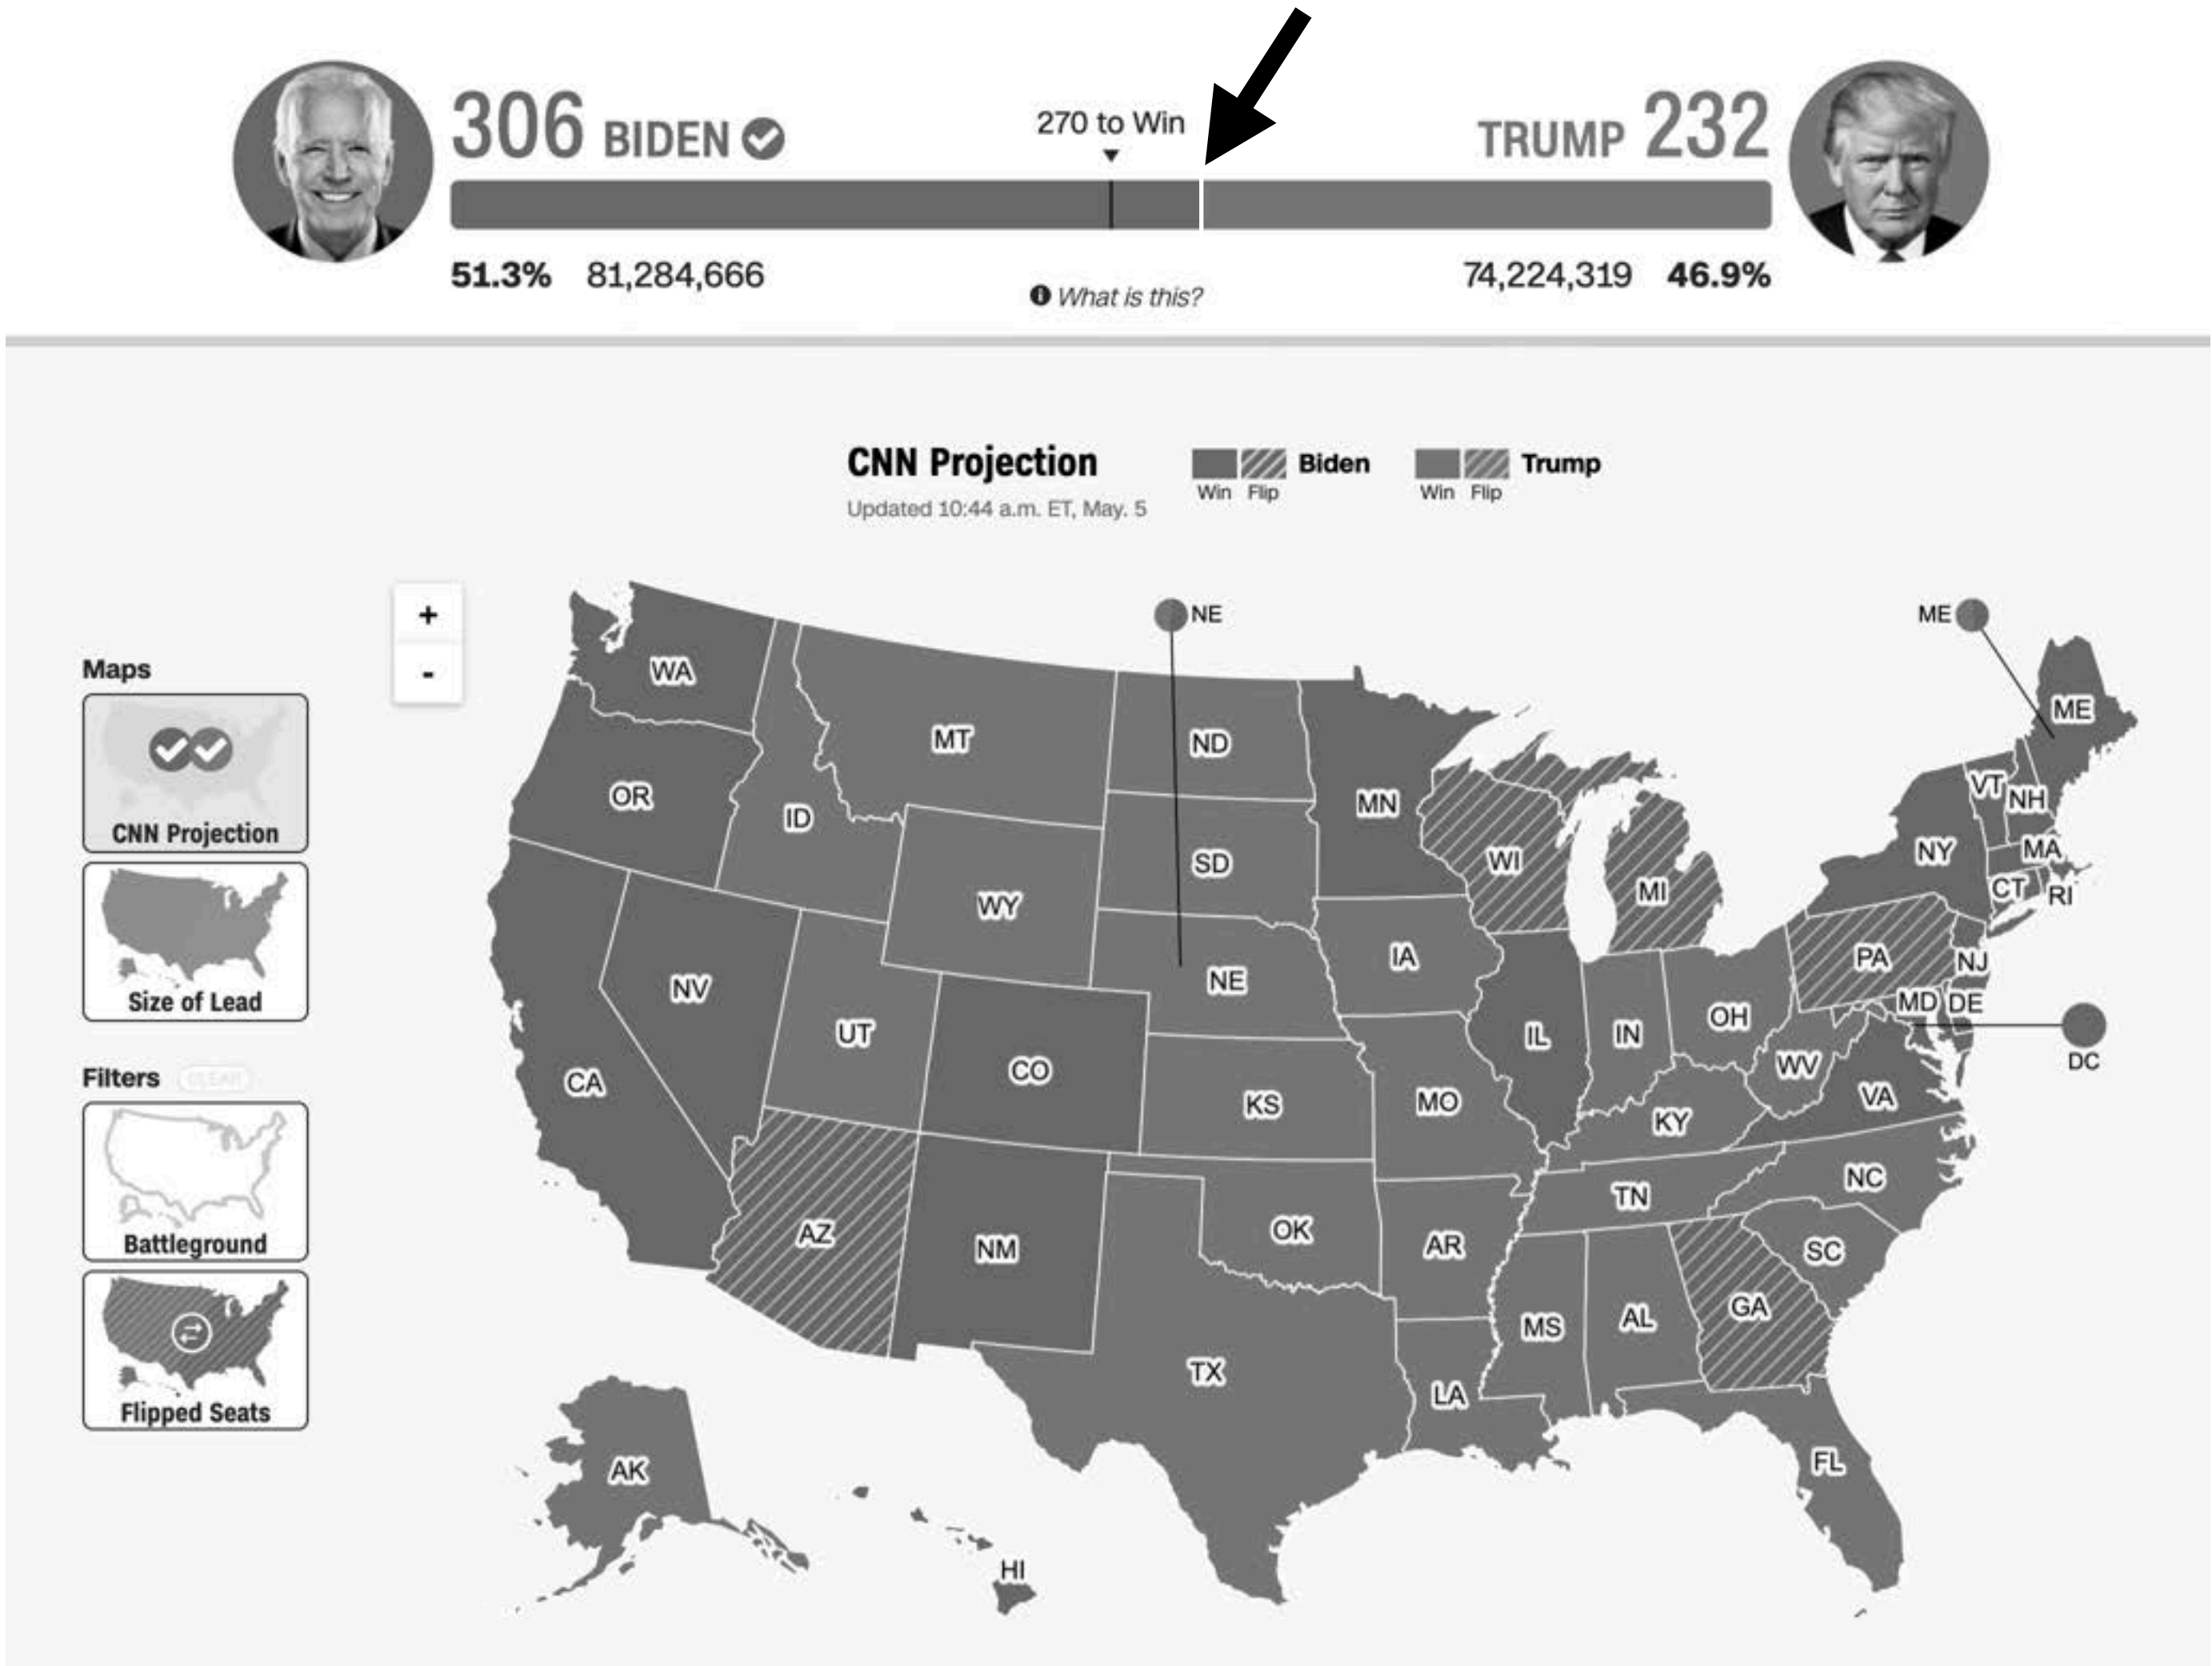 306 BIDEN
270 to Win
TRUMP 232
51.3% 81,284,666
What is this?
74,224,319 46.9%
CNN Projection
Updated 10:44 a.m. ET, May. 5
Win Flip Biden
Win Flip Trump
+
-
Maps
CNN Projection
Size of Lead
Filters CLEAR
Battleground
Flipped Seats
NE
ME
WA
ME
MT
ND
OR
VT
NH
MN
ID
SD
WI
NY
MA
MI
CT
RI
WY
IA
PA
NJ
NE
NV
MD
DE
UT
OH
IL
IN
DC
CO
WV
CA
VA
KS
MO
KY
NC
TN
AZ
OK
NM
AR
SC
GA
MS
AL
TX
LA
FL
AK
HI